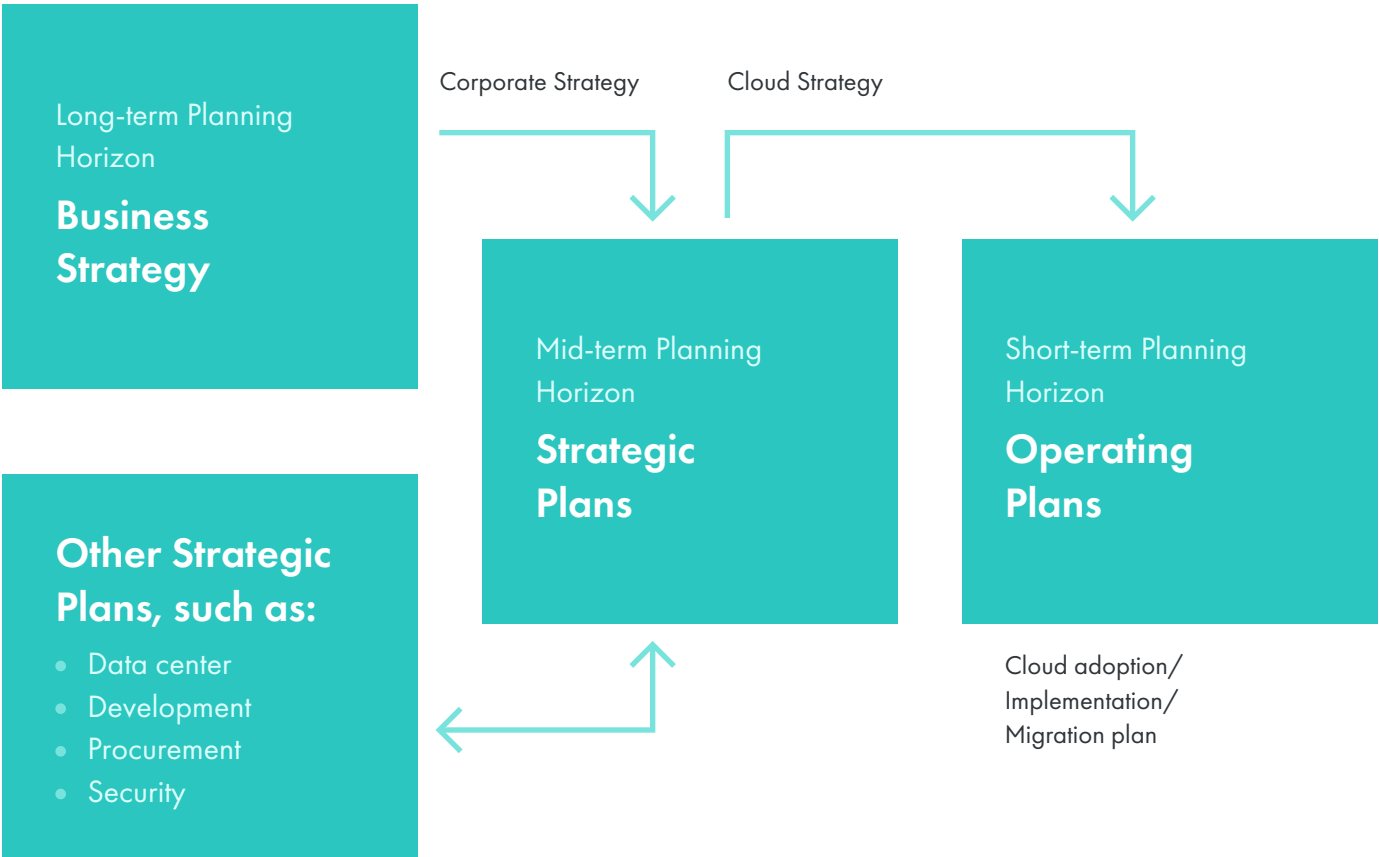 Long-term Planning
Horizon
Business
Strategy
Corporate Strategy
Cloud Strategy
Mid-term Planning
Horizon
Strategic
Plans
Short-term Planning
Horizon
Operating
Plans
Other Strategic
Plans, such as:
Data center
Development
Procurement
Security
Cloud adoption/
Implementation/
Migration plan